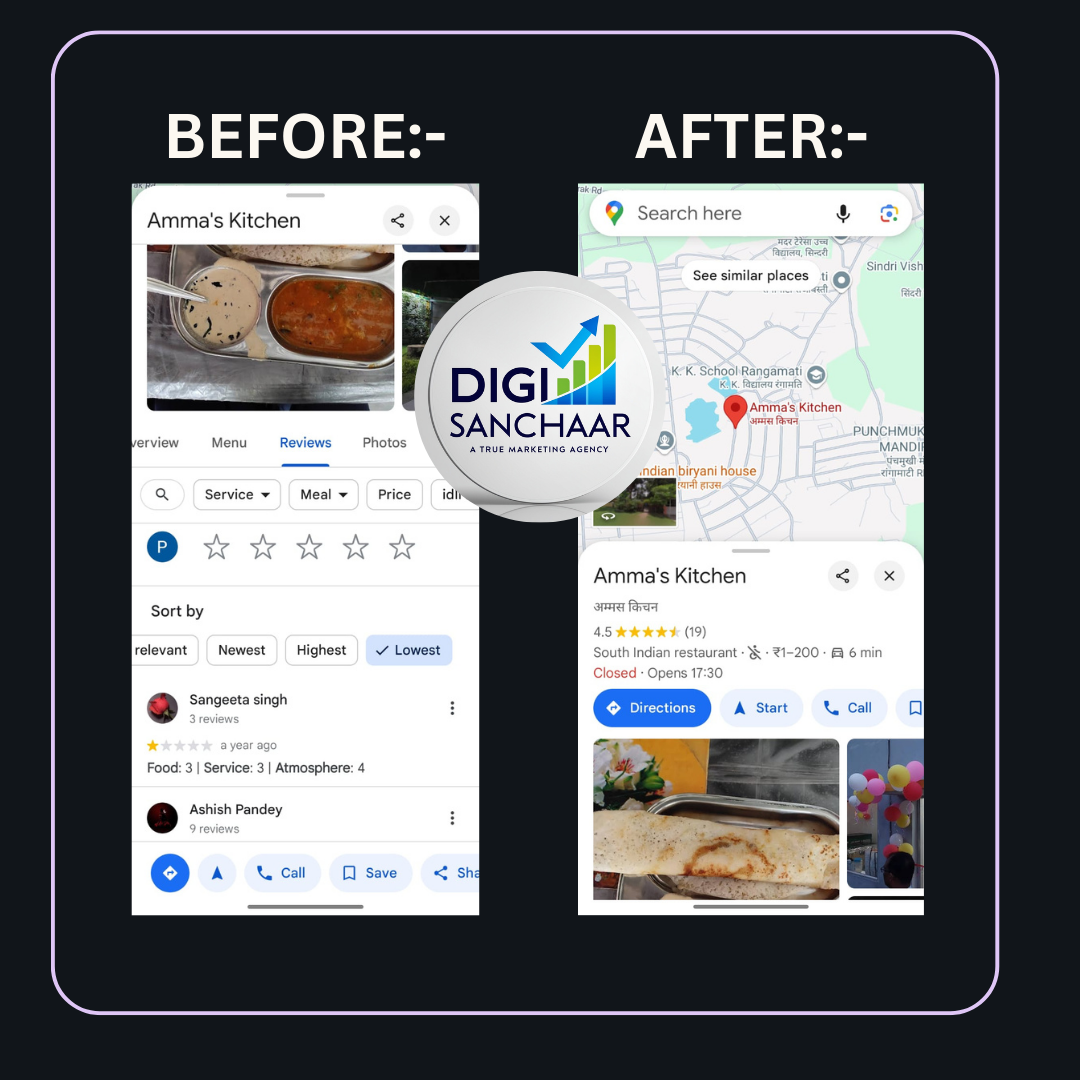 BEFORE:-
AFTER:-
Amma's Kitchen
verview Menu Reviews Photos
Service Meal Price
P
Sort by
relevant Newest Highest Lowest
Sangeeta singh
3 reviews
a year ago
Food: 3 | Service: 3 | Atmosphere: 4
Ashish Pandey
9 reviews
Call Save Sha
DIGI
SANCHAAR
A TRUE MARKETING AGENCY
Search here
मदर टेरेसा उच्च
विद्यालय, सिन्दरी
See similar places
Sindri Vish
सिंदरी
K. K. School Rangamati
K. K. विद्यालय रंगामति
Amma's Kitchen
अम्मस किचन
PUNCHMUK
MANDIR
पंचमुखी
रांगामाटी
ndian biryani house
यानी हाउस
Amma's Kitchen
अम्मस किचन
4.5 (19)
South Indian restaurant · · ₹1–200 · 6 min
Closed · Opens 17:30
Directions Start Call